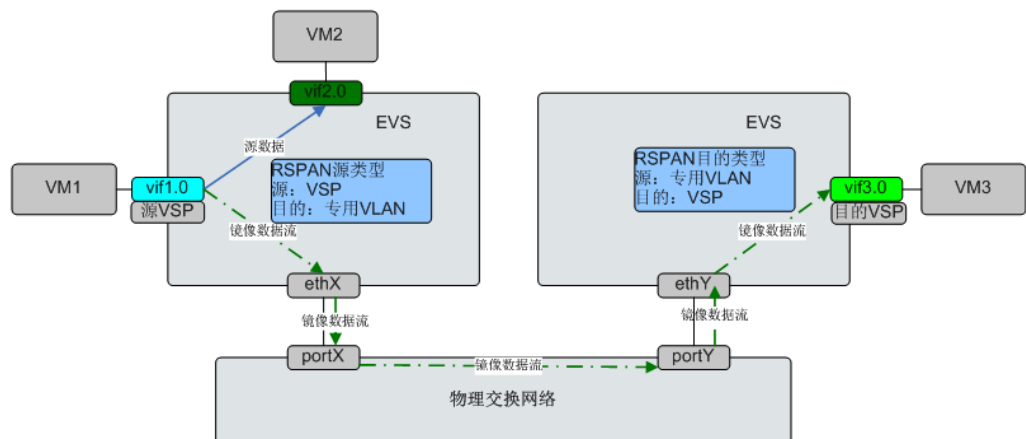 VM2
vif2.0
EVS
EVS
源数据
RSPAN源类型
源：VSP
目的：专用VLAN
RSPAN目的类型
源：专用VLAN
目的：VSP
VM1
vif1.0
源VSP
vif3.0
目的VSP
VM3
镜像数据流
镜像数据流
ethX
ethY
镜像数据流
镜像数据流
portX
镜像数据流
portY
物理交换网络